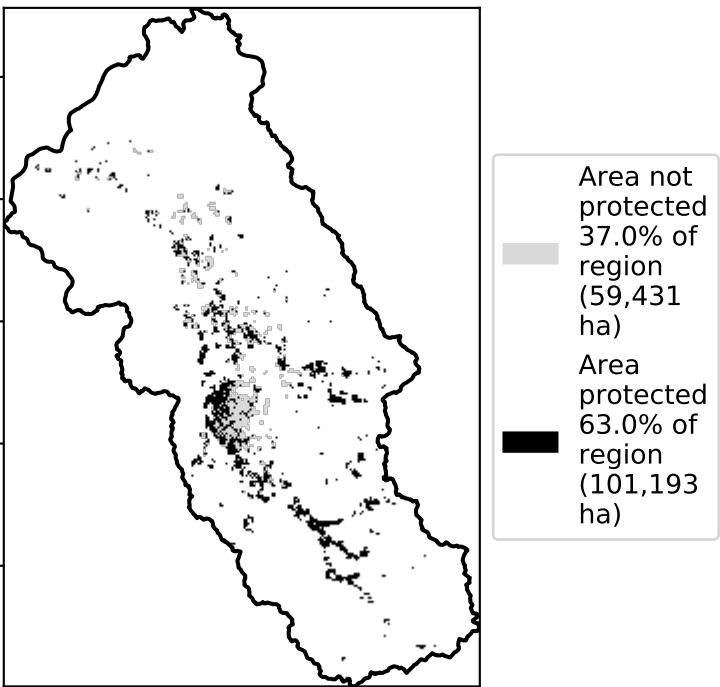 Area not
protected
37.0% of
region
(59,431
ha)
Area
protected
63.0% of
region
(101,193
ha)